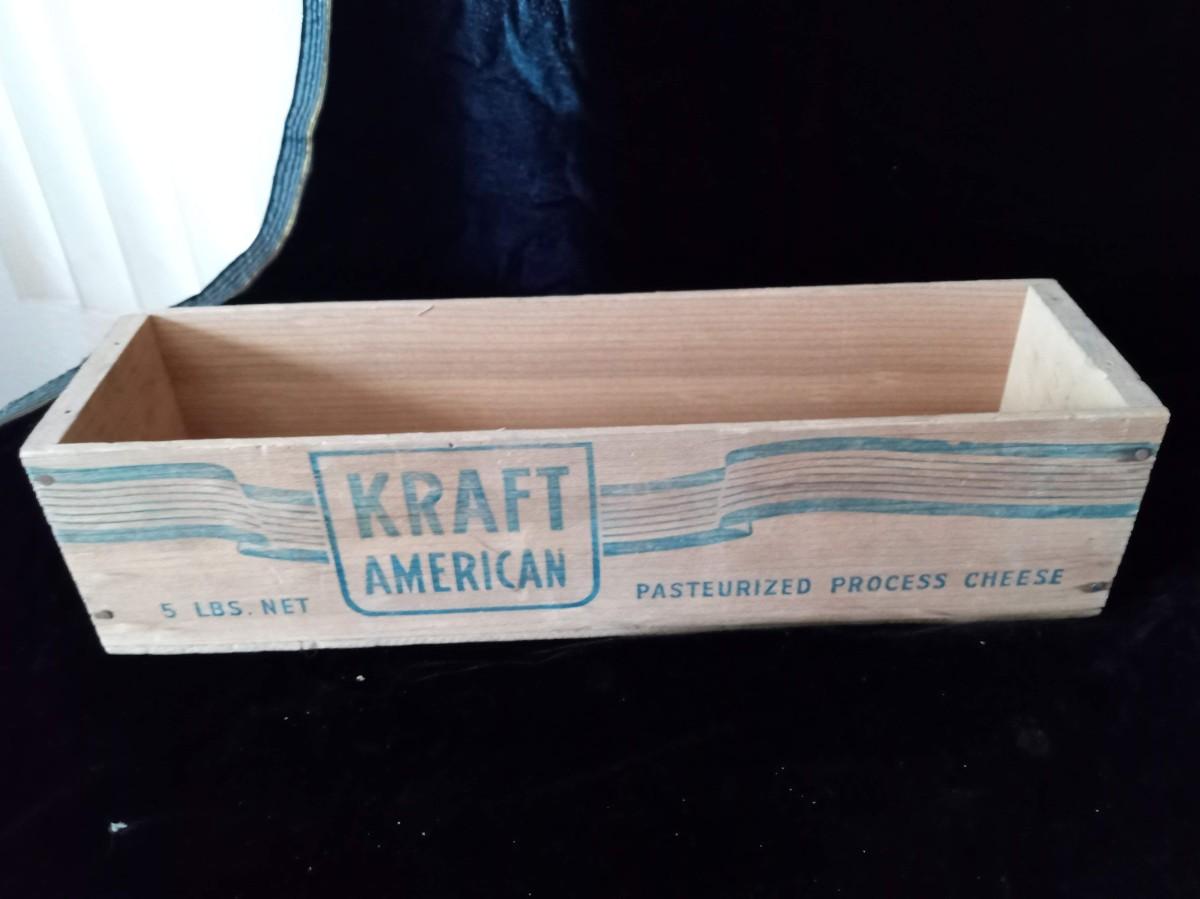 KRAFT
AMERICAN
5 LBS. NET
PASTEURIZED PROCESS CHEESE